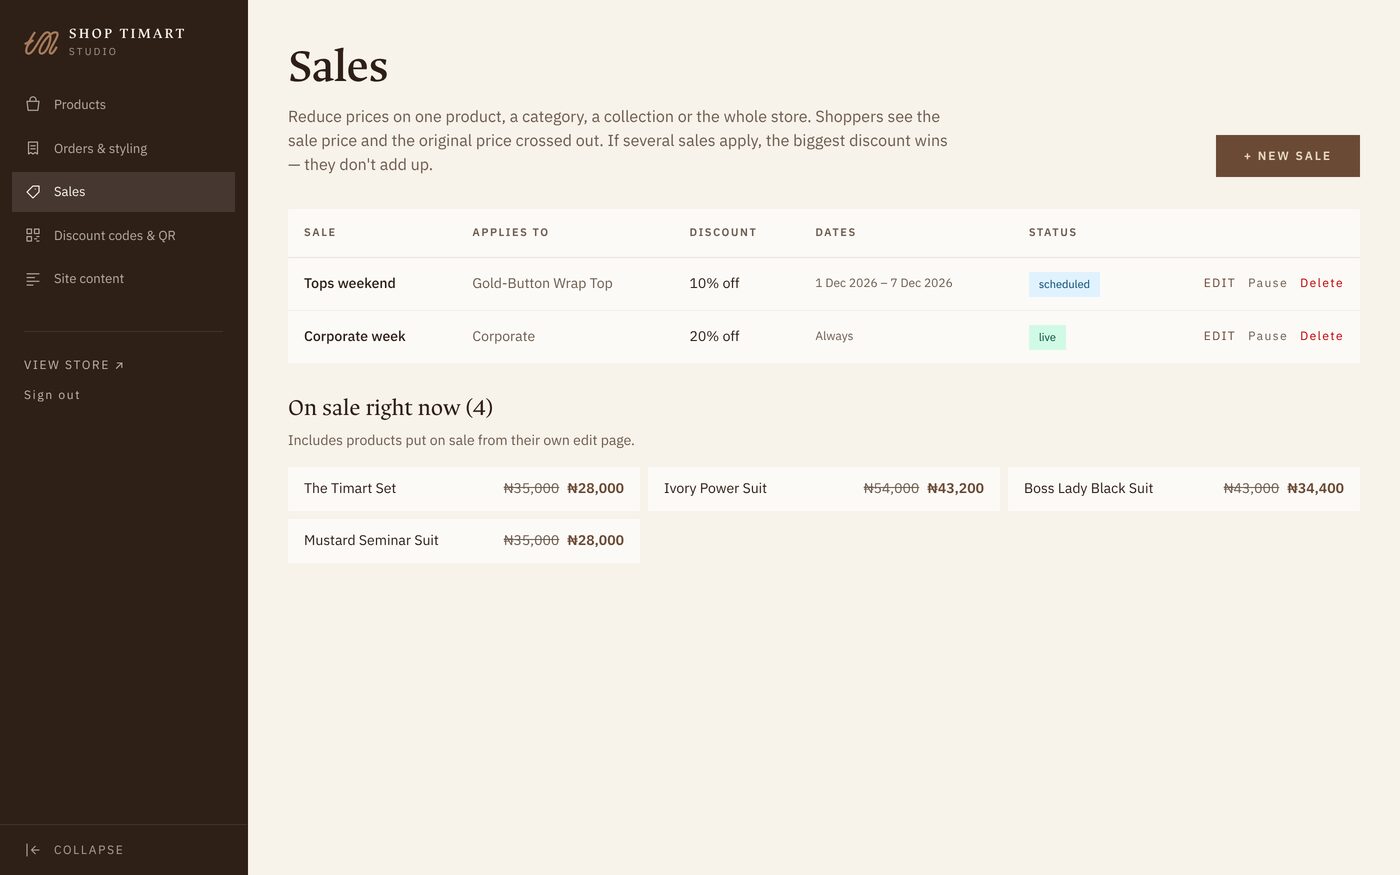 SHOP TIMART
STUDIO
Products
Orders & styling
Sales
Discount codes & QR
Site content
VIEW STORE ↗
Sign out
COLLAPSE
Sales
Reduce prices on one product, a category, a collection or the whole store. Shoppers see the
sale price and the original price crossed out. If several sales apply, the biggest discount wins
— they don't add up.
+ NEW SALE
SALE APPLIES TO DISCOUNT DATES STATUS
Tops weekend Gold-Button Wrap Top 10% off 1 Dec 2026 – 7 Dec 2026 scheduled EDIT Pause Delete
Corporate week Corporate 20% off Always live EDIT Pause Delete
On sale right now (4)
Includes products put on sale from their own edit page.
The Timart Set ₦35,000 ₦28,000 Ivory Power Suit ₦54,000 ₦43,200 Boss Lady Black Suit ₦43,000 ₦34,400
Mustard Seminar Suit ₦35,000 ₦28,000